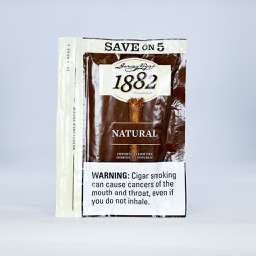 SAVE ON 5
1882
NATURAL
WARNING: Cigar smoking
can cause cancers of the
mouth and throat, even if
you do not inhale.